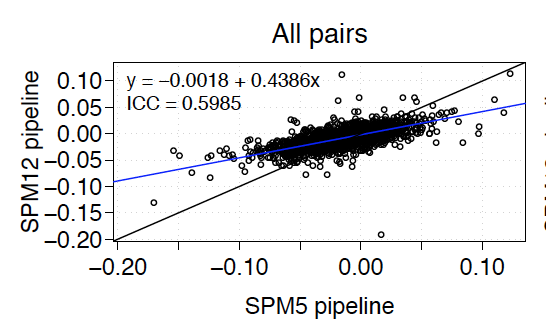 All pairs
y = −0.0018 + 0.4386x
ICC = 0.5985
SPM12 pipeline
0.10
0.05
0.00
−0.05
−0.10
−0.15
−0.20
−0.20
−0.10
0.00
0.10
SPM5 pipeline